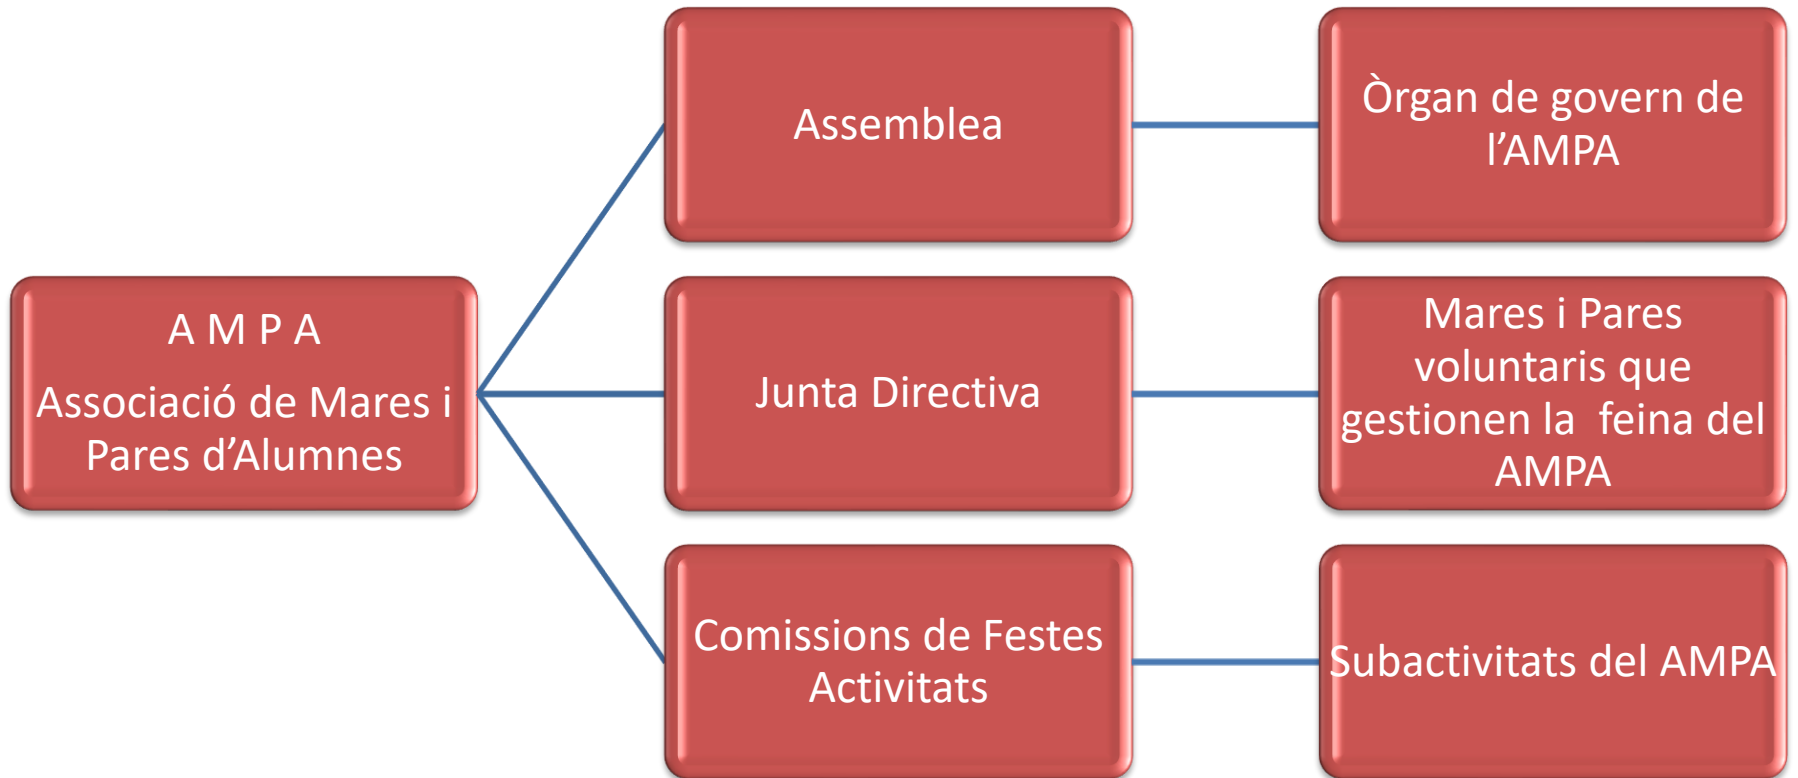 A M P A
Associació de Mares i
Pares d’Alumnes
Assemblea
Òrgan de govern de
l’AMPA
Junta Directiva
Mares i Pares
voluntaris que
gestionen la  feina del
AMPA
Comissions de Festes
Activitats
Subactivitats del AMPA